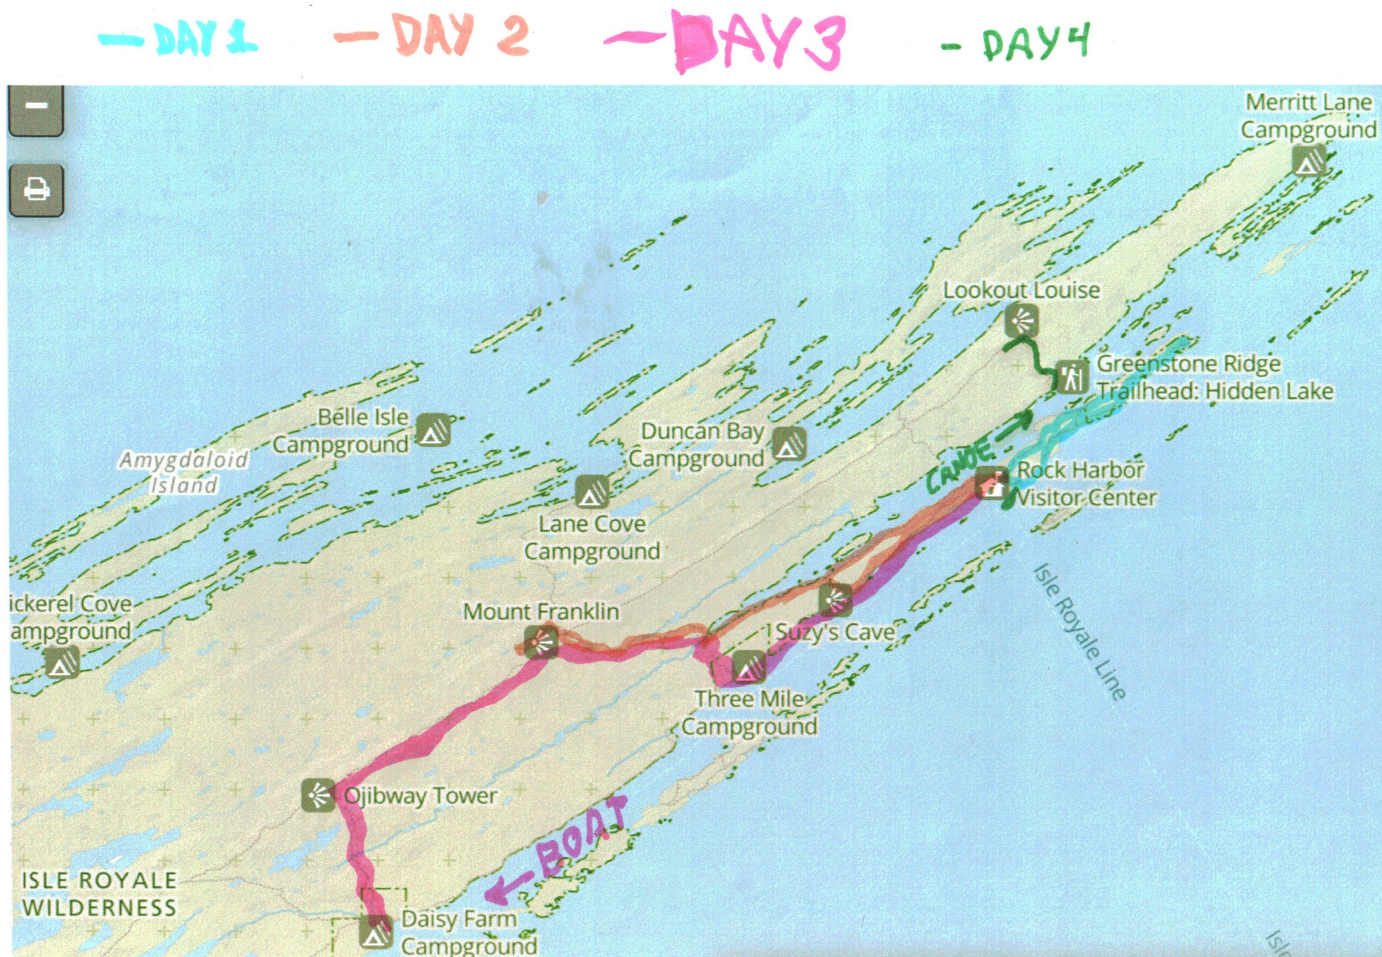 — DAY 1 — DAY 2 — DAY 3 - DAY 4
Merritt Lane
Campground
Lookout Louise
Greenstone Ridge
Trailhead: Hidden Lake
Belle Isle
Campground
Duncan Bay
Campground
Amygdaloid
Island
CANOE →
Rock Harbor
Visitor Center
Lane Cove
Campground
Isle Royale Line
ickerel Cove
ampground
Mount Franklin
Suzy's Cave
Three Mile
Campground
Ojibway Tower
← BOAT
ISLE ROYALE
WILDERNESS
Daisy Farm
Campground
Isle